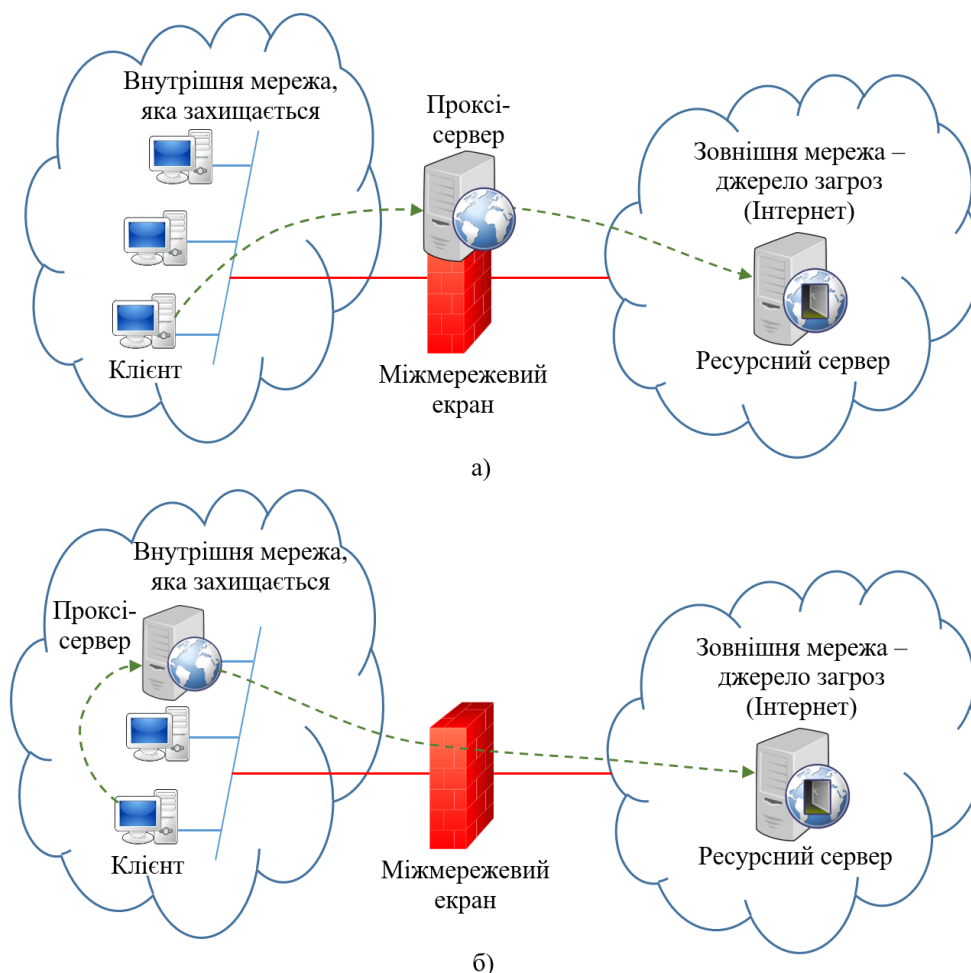 Внутрішня мережа,
яка захищається
Проксі-
сервер
Зовнішня мережа –
джерело загроз
(Інтернет)
Клієнт
Міжмережевий
екран
Ресурсний сервер
а)
Внутрішня мережа,
яка захищається
Проксі-
сервер
Зовнішня мережа –
джерело загроз
(Інтернет)
Клієнт
Міжмережевий
екран
Ресурсний сервер
б)